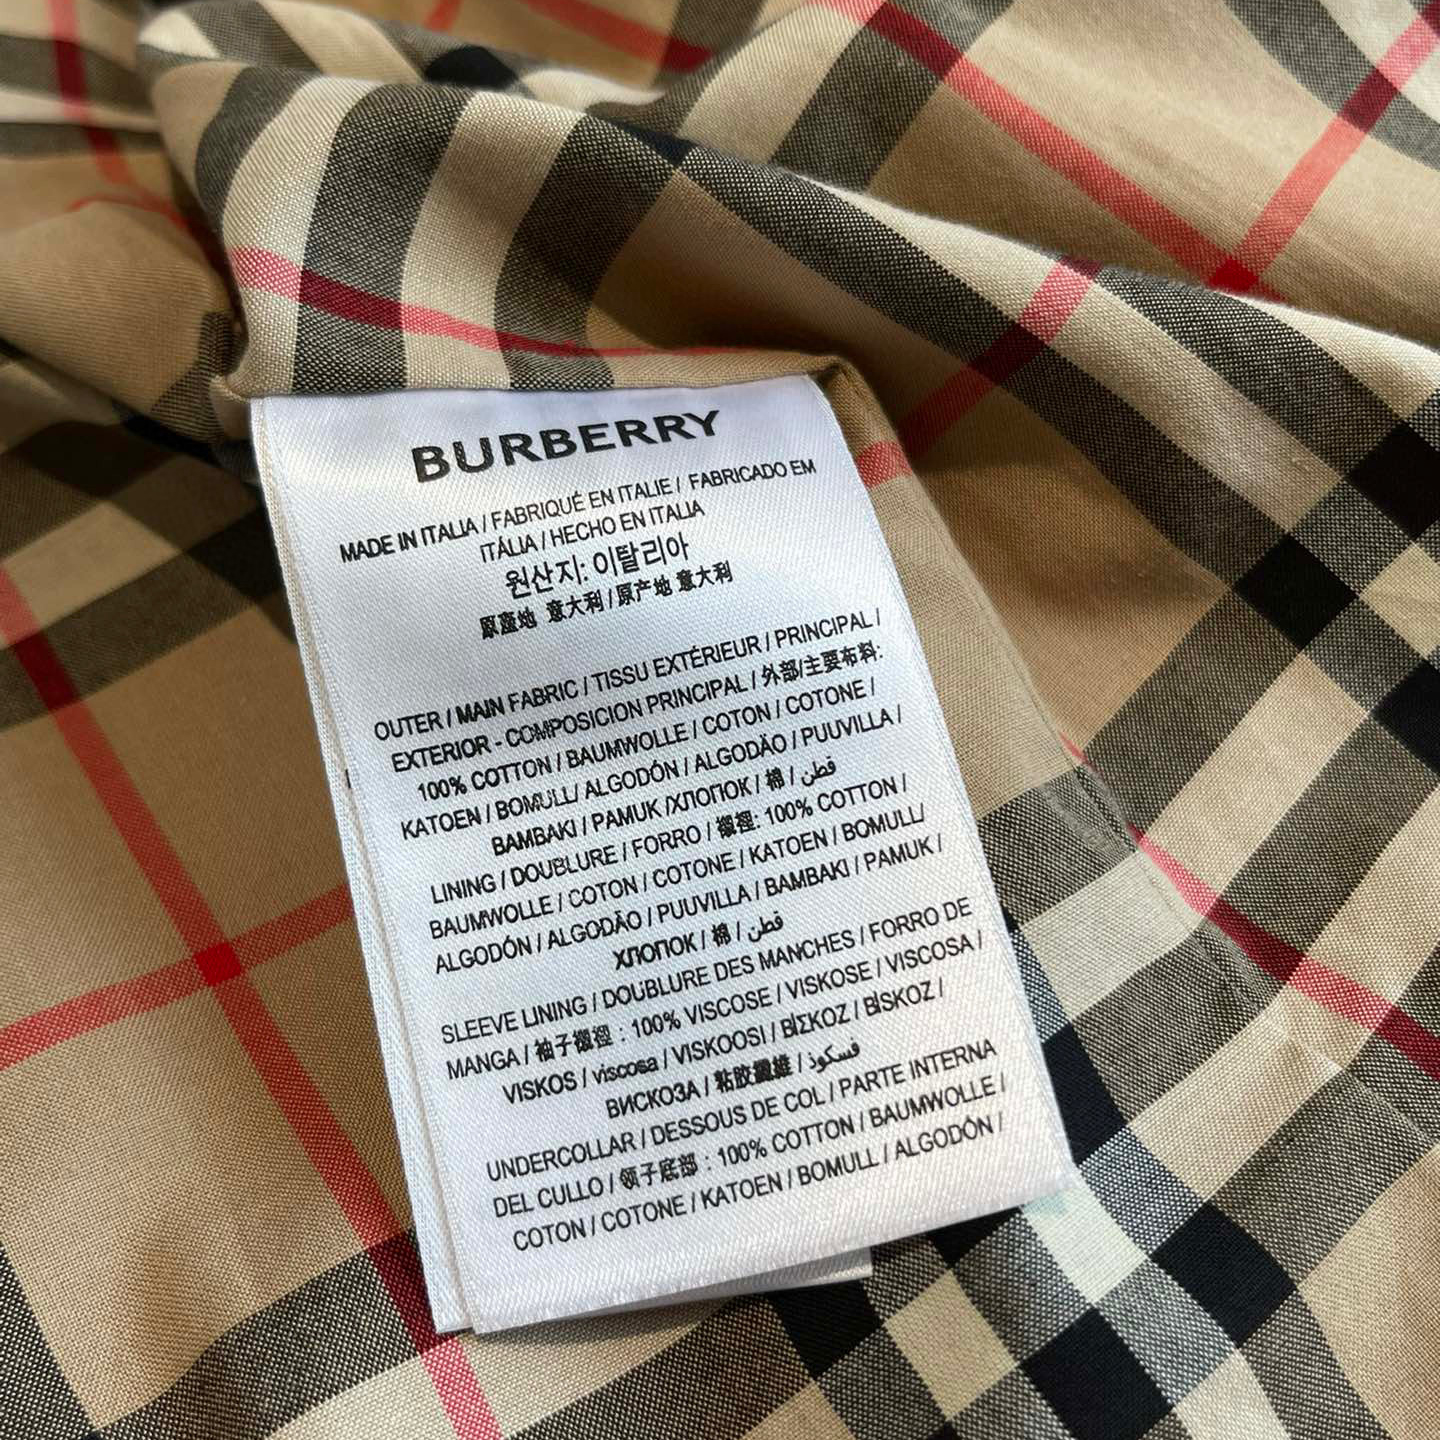 BURBERRY
MADE IN ITALIA / FABRIQUÉ EN ITALIE / FABRICADO EM
ITÁLIA / HECHO EN ITALIA
원산지: 이탈리아
原產地 意大利 / 原产地 意大利
OUTER / MAIN FABRIC / TISSU EXTÉRIEUR / PRINCIPAL /
EXTERIOR - COMPOSICION PRINCIPAL / 外部/主要布料:
100% COTTON / BAUMWOLLE / COTON / COTONE /
KATOEN / BOMULL/ ALGODÓN / ALGODÃO / PUUVILLA /
BAMBAKI / PAMUK /ХЛОПОК / 棉 / قطن
LINING / DOUBLURE / FORRO / 襯裡: 100% COTTON /
BAUMWOLLE / COTON / COTONE / KATOEN / BOMULL/
ALGODÓN / ALGODÃO / PUUVILLA / BAMBAKI / PAMUK /
ХЛОПОК / 棉 / قطن
SLEEVE LINING / DOUBLURE DES MANCHES / FORRO DE
MANGA / 袖子襯裡 : 100% VISCOSE / VISKOSE / VISCOSA /
VISKOS / viscosa / VISKOOSI / ΒΙΣΚΟΖ / BİSKOZ /
ВИСКОЗА / 粘胶纖維 / فسكوز
UNDERCOLLAR / DESSOUS DE COL / PARTE INTERNA
DEL CULLO / 领子底部 : 100% COTTON / BAUMWOLLE /
COTON / COTONE / KATOEN / BOMULL / ALGODÓN /